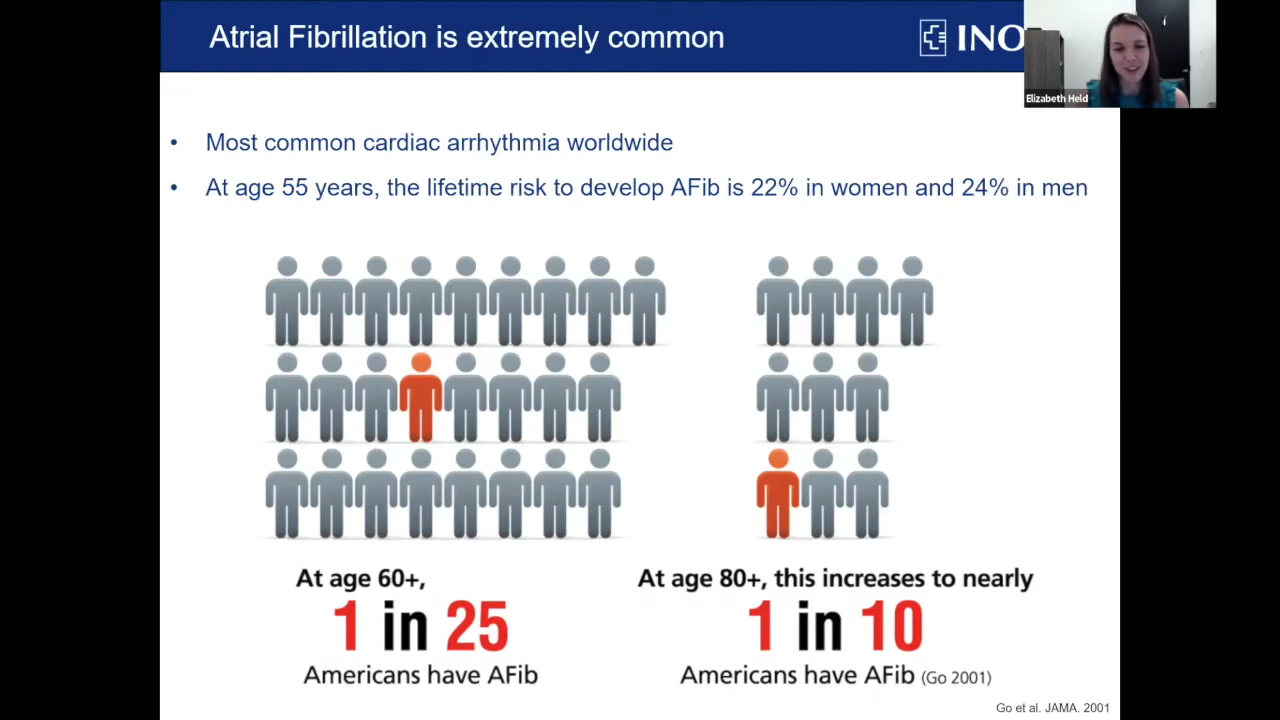 Atrial Fibrillation is extremely common
INO
Elizabeth Held
• Most common cardiac arrhythmia worldwide
• At age 55 years, the lifetime risk to develop AFib is 22% in women and 24% in men
At age 60+,
1 in 25
Americans have AFib
At age 80+, this increases to nearly
1 in 10
Americans have AFib (Go 2001)
Go et al. JAMA. 2001